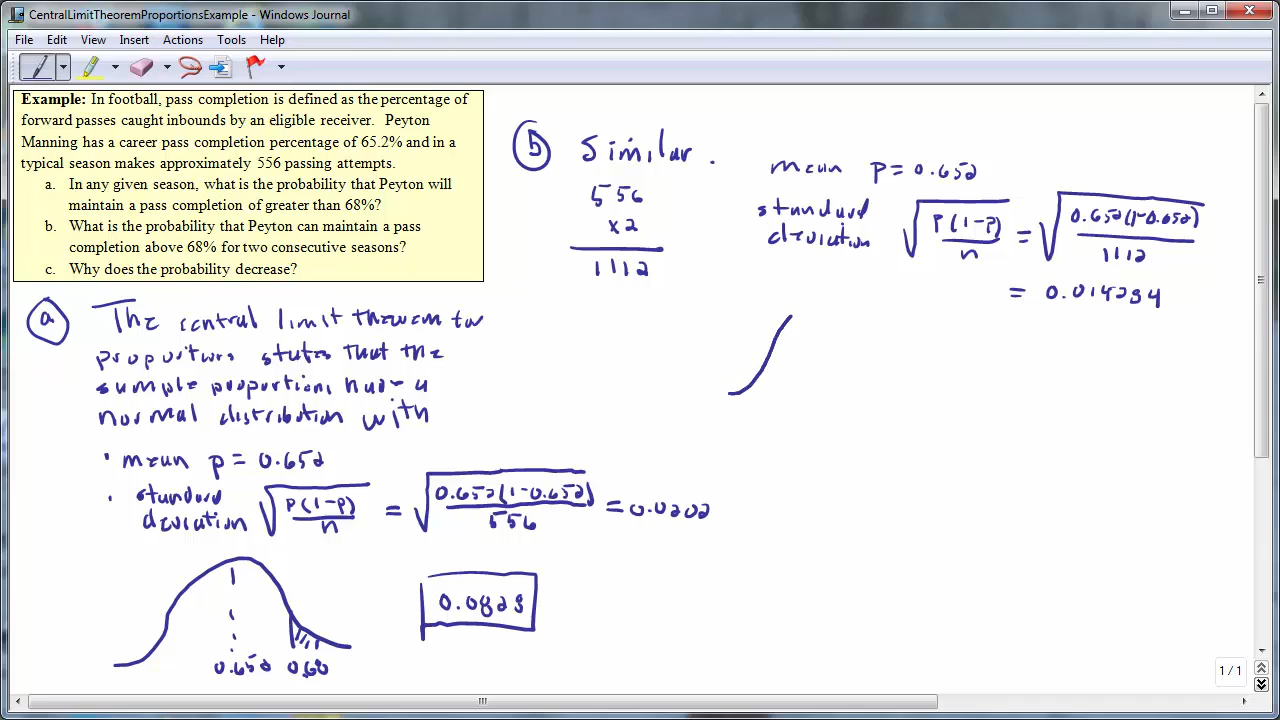 CentralLimitTheoremProportionsExample - Windows Journal
File Edit View Insert Actions Tools Help
Example: In football, pass completion is defined as the percentage of
forward passes caught inbounds by an eligible receiver. Peyton
Manning has a career pass completion percentage of 65.2% and in a
typical season makes approximately 556 passing attempts.
a. In any given season, what is the probability that Peyton will
maintain a pass completion of greater than 68%?
b. What is the probability that Peyton can maintain a pass
completion above 68% for two consecutive seasons?
c. Why does the probability decrease?
a The central limit theorem for
proportions states that the
sample proportions have a
normal distribution with
• mean p = 0.652
• standard
deviation √(p(1-p)/n) = √(0.652(1-0.652)/556) = 0.0202
0.652 0.68
0.0828
b Similar.
556
x2
1112
mean p = 0.652
standard
deviation √(p(1-p)/n) = √(0.652(1-0.652)/1112)
= 0.014284
1 / 1